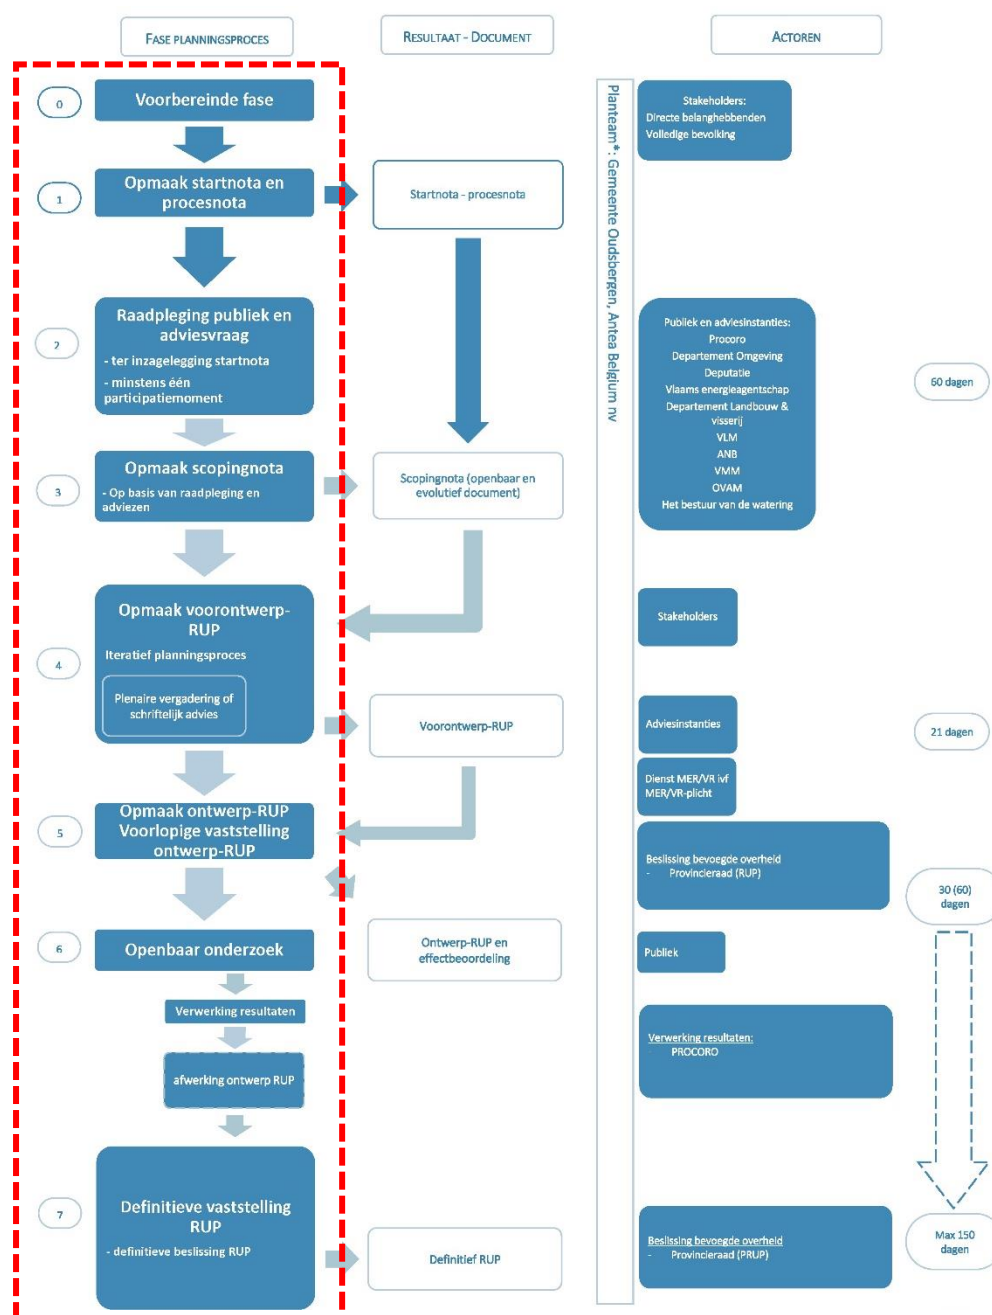 FASE PLANNINGSPROCES
RESULTAAT - DOCUMENT
ACTOREN
0
Voorbereinde fase
Stakeholders:
Directe belanghebbenden
Volledige bevolking
Planteam*: Gemeente Oudsbergen, Antea Belgium nv
1
Opmaak startnota en
procesnota
Startnota - procesnota
2
Raadpleging publiek en
adviesvraag
- ter inzagelegging startnota
- minstens één
participatiemoment
Publiek en adviesinstanties:
Procoro
Departement Omgeving
Deputatie
Vlaams energieagentschap
Departement Landbouw &
visserij
VLM
ANB
VMM
OVAM
Het bestuur van de watering
60 dagen
3
Opmaak scopingnota
- Op basis van raadpleging en
adviezen
Scopingnota (openbaar en
evolutief document)
4
Opmaak voorontwerp-
RUP
Iteratief planningsproces
Plenaire vergadering of
schriftelijk advies
Stakeholders
Voorontwerp-RUP
Adviesinstanties
21 dagen
Dienst MER/VR ivf
MER/VR-plicht
5
Opmaak ontwerp-RUP
Voorlopige vaststelling
ontwerp-RUP
Beslissing bevoegde overheid
- Provincieraad (RUP)
30 (60)
dagen
6
Openbaar onderzoek
Ontwerp-RUP en
effectbeoordeling
Publiek
Verwerking resultaten
afwerking ontwerp RUP
Verwerking resultaten:
- PROCORO
7
Definitieve vaststelling
RUP
- definitieve beslissing RUP
Definitief RUP
Beslissing bevoegde overheid
- Provincieraad (PRUP)
Max 150
dagen